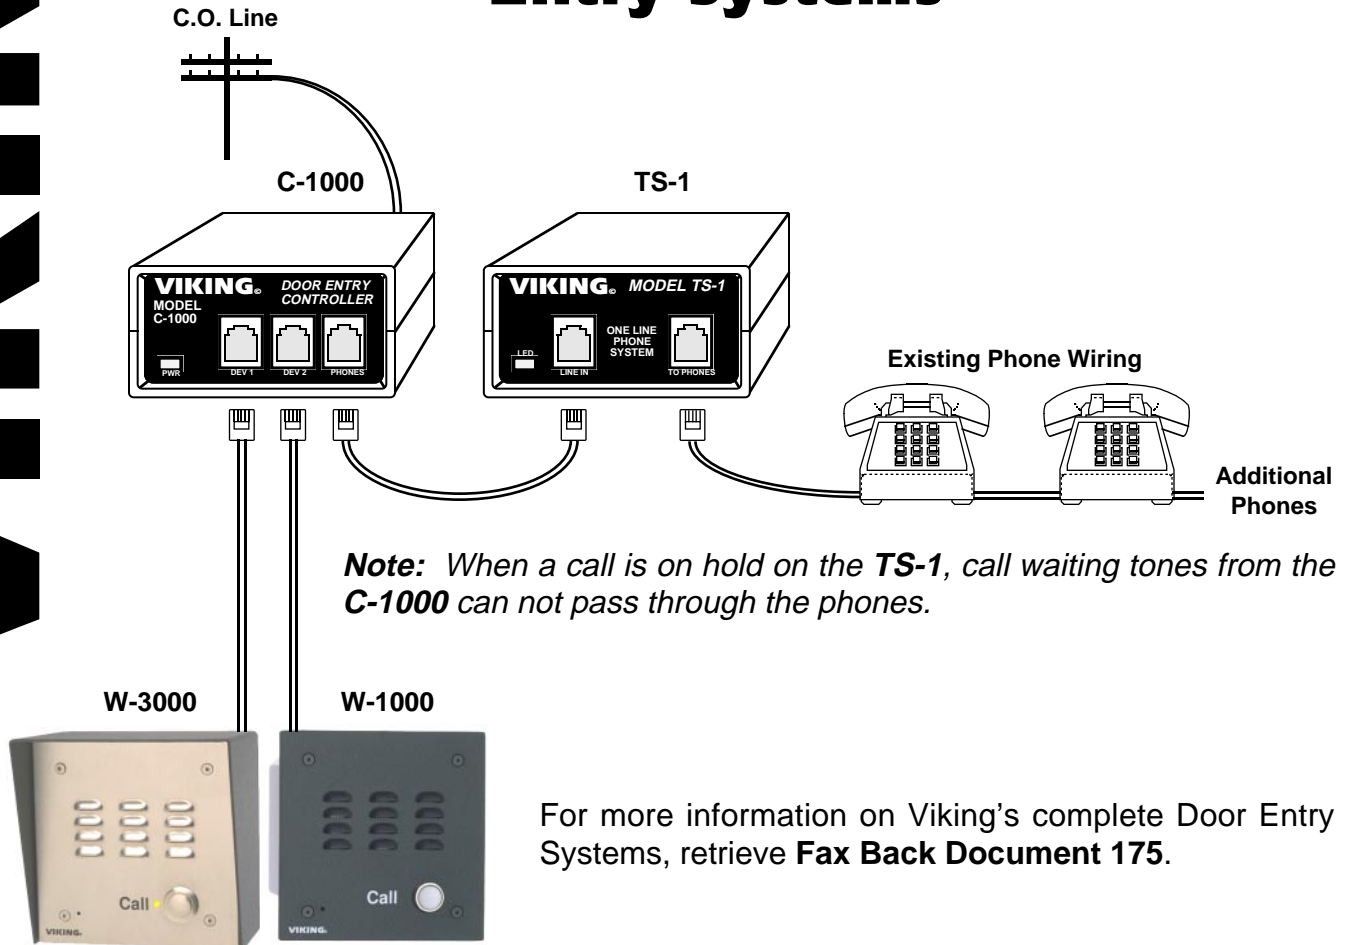 Entry Systems
C.O. Line
C-1000
TS-1
VIKING©
DOOR ENTRY
CONTROLLER
MODEL
C-1000
PWR
DEV 1
DEV 2
PHONES
VIKING©
MODEL TS-1
LED
LINE IN
ONE LINE
PHONE
SYSTEM
TO PHONES
Existing Phone Wiring
Additional
Phones
Note: When a call is on hold on the TS-1, call waiting tones from the
C-1000 can not pass through the phones.
W-3000
W-1000
Call
VIKING
Call
VIKING
For more information on Viking's complete Door Entry
Systems, retrieve Fax Back Document 175.